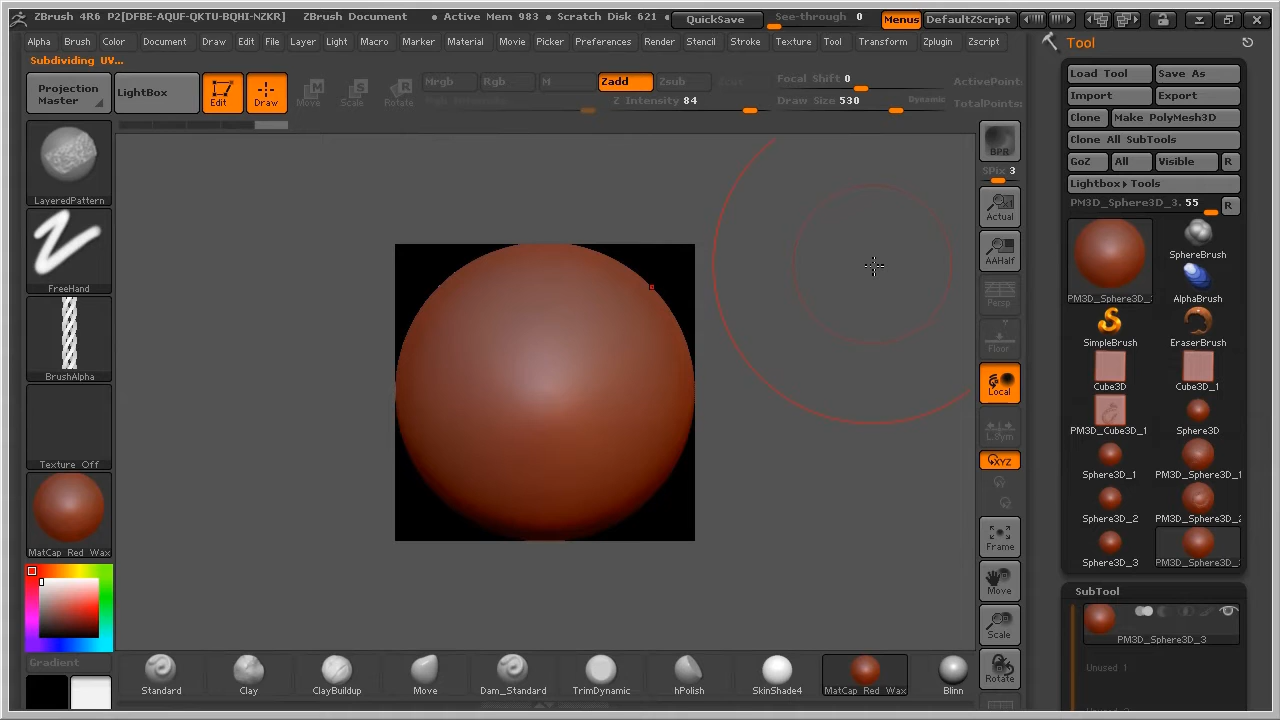 ZBrush 4R6 P2[DFBE-AQUF-QKTU-BQHI-NZKR] ZBrush Document • Active Mem 983 • Scratch Disk 621 QuickSave See-through 0 Menus DefaultZScript
Alpha Brush Color Document Draw Edit File Layer Light Marker Material Movie Picker Preferences Render Stencil Stroke Texture Tool Transform Zplugin Zscript
Tool
Subdividing UV...
Projection Master
LightBox
Edit
Draw
Move
Scale
Rotate
Mrgb Rgb M Zadd Zsub
Z Intensity 84
Focal Shift 0
Draw Size 530 Dynamic
ActivePoint
TotalPoints:
Load Tool Save As
Import Export
Clone Make PolyMesh3D
Clone All SubTools
GoZ All Visible R
Lightbox▸Tools
PM3D_Sphere3D_3. 55 R
LayeredPattern
FreeHand
BrushAlpha
Texture Off
MatCap Red Wax
Gradient
BPR
SPix 3
Actual
AAHalf
Persp
Floor
Local
L.Sym
XYZ
Frame
Move
Scale
Rotate
SphereBrush
PM3D_Sphere3D_3
AlphaBrush
SimpleBrush EraserBrush
Cube3D Cube3D_1
PM3D_Cube3D_1 Sphere3D
Sphere3D_1 PM3D_Sphere3D_1
Sphere3D_2 PM3D_Sphere3D_2
Sphere3D_3 PM3D_Sphere3D_
SubTool
PM3D_Sphere3D_3
Unused 1
Standard Clay ClayBuildup Move Dam_Standard TrimDynamic hPolish SkinShade4 MatCap Red Wax Blinn